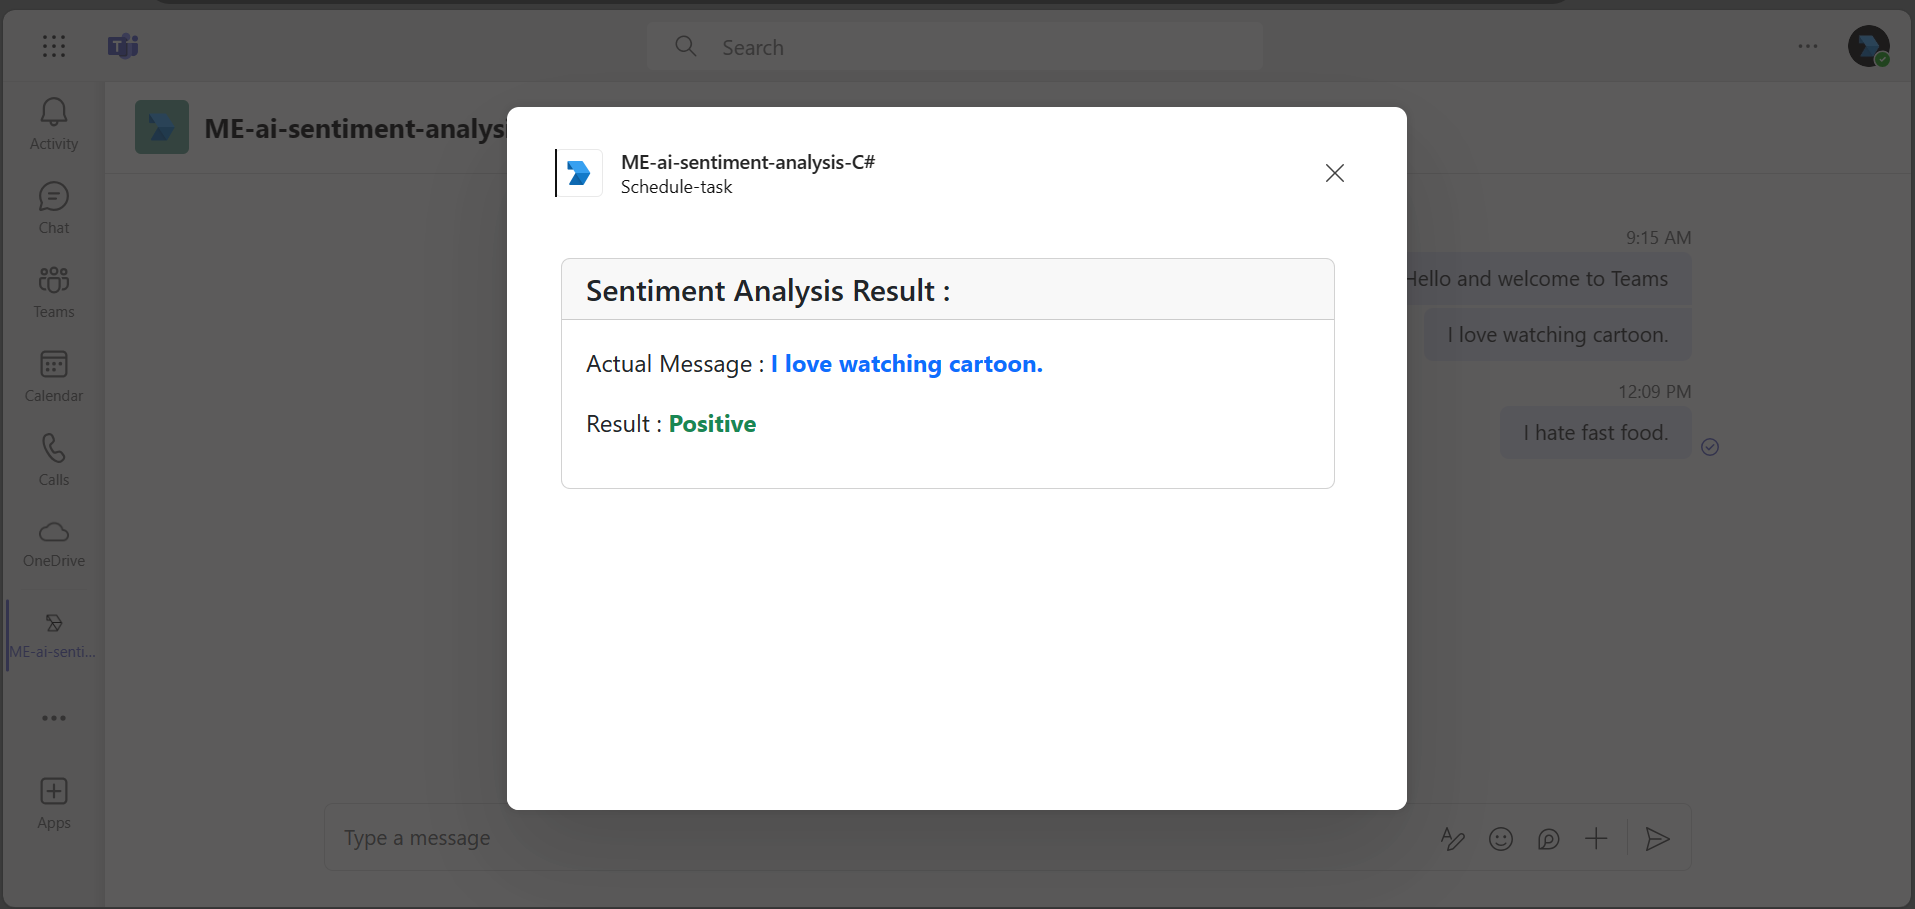 Search
Activity
Chat
Teams
Calendar
Calls
OneDrive
ME-ai-senti...
Apps
ME-ai-sentiment-analysi
ME-ai-sentiment-analysis-C#
Schedule-task
Sentiment Analysis Result :
Actual Message : I love watching cartoon.
Result : Positive
9:15 AM
Hello and welcome to Teams
I love watching cartoon.
12:09 PM
I hate fast food.
Type a message